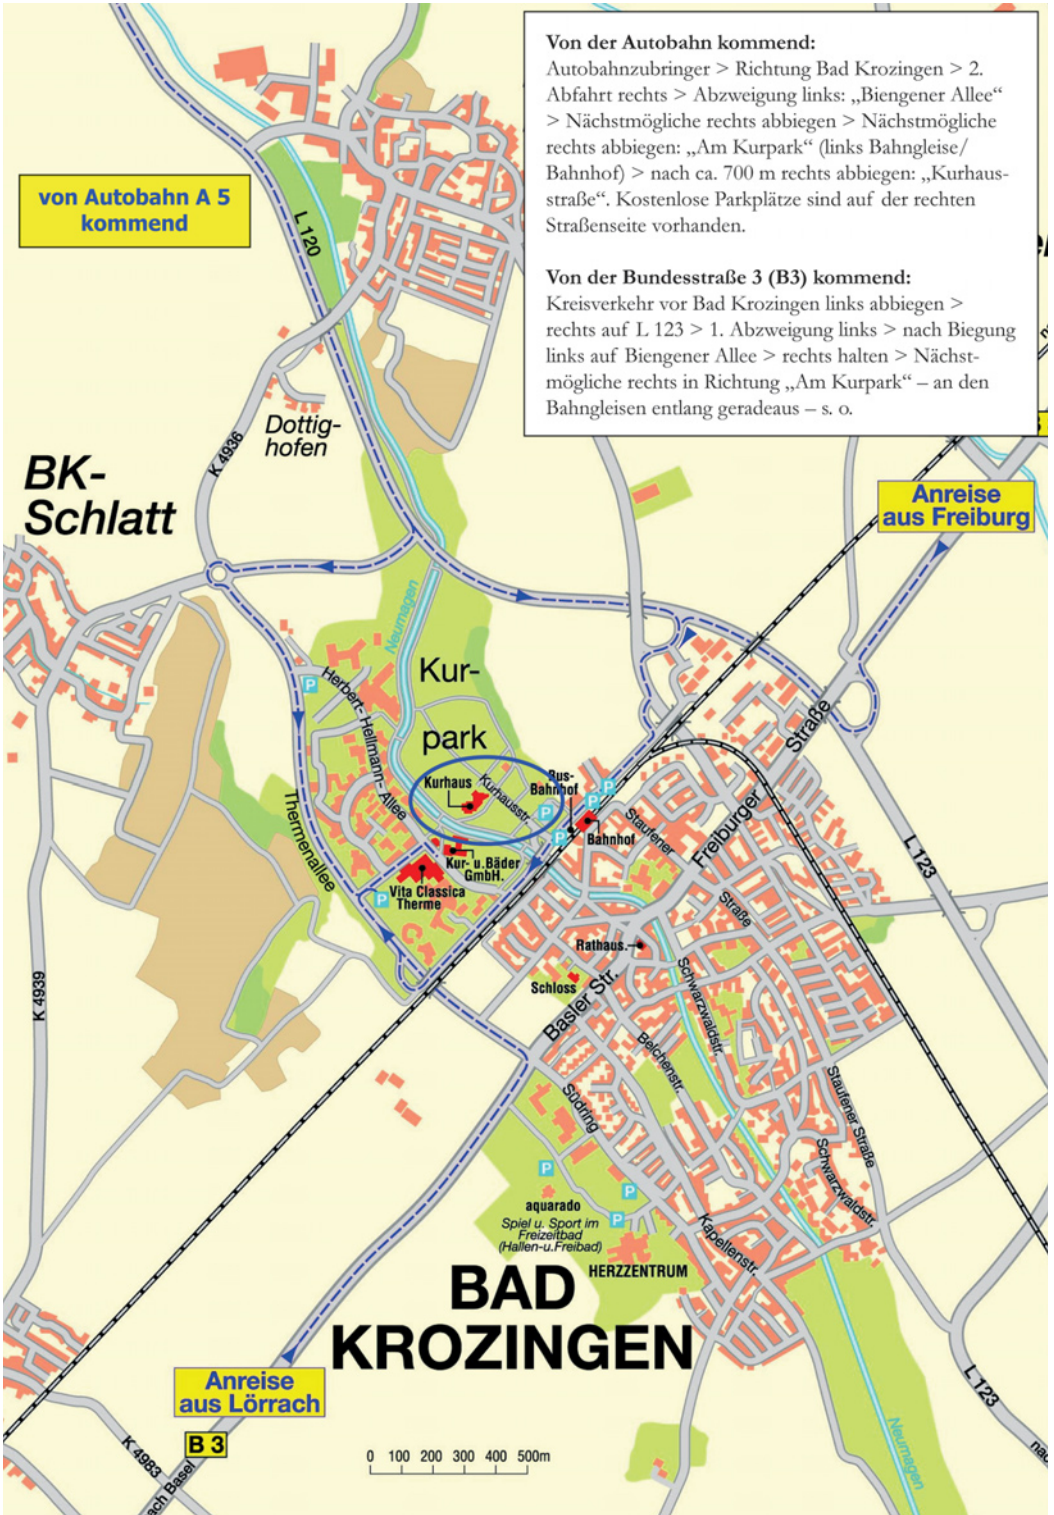 Von der Autobahn kommend:
Autobahnzubringer > Richtung Bad Krozingen > 2.
Abfahrt rechts > Abzweigung links: „Biengener Allee“
> Nächstmögliche rechts abbiegen > Nächstmögliche
rechts abbiegen: „Am Kurpark“ (links Bahngleise/
Bahnhof) > nach ca. 700 m rechts abbiegen: „Kurhaus-
straße“. Kostenlose Parkplätze sind auf der rechten
Straßenseite vorhanden.
Von der Bundesstraße 3 (B3) kommend:
Kreisverkehr vor Bad Krozingen links abbiegen >
rechts auf L 123 > 1. Abzweigung links > nach Biegung
links auf Biengener Allee > rechts halten > Nächst-
mögliche rechts in Richtung „Am Kurpark“ – an den
Bahngleisen entlang geradeaus – s. o.
von Autobahn A 5
kommend
L 120
Dottig-
hofen
K 4936
BK-
Schlatt
Anreise
aus Freiburg
Neumagen
Kur-
park
Herbert-Hellmann-Allee
P
Kurhaus
Kurhausstr.
Bus-
Bahnhof
P
P
P
P
Bahnhof
Staufener
Straße
Freiburger
Straße
Thermenallee
Kur- u.Bäder
GmbH.
Vita Classica
Therme
P
L 123
Rathaus
Schloss
Basler Str.
Schwarzwaldstr.
Belchenstr.
K 4939
Südring
Staufener Straße
Schwarzwaldstr.
P
P
P
aquarado
Spiel u. Sport im
Freizeitbad
(Hallen-u.Freibad)
Kapellenstr.
HERZZENTRUM
BAD
KROZINGEN
Anreise
aus Lörrach
B 3
K 4983
ach Basel
0 100 200 300 400 500m
L 123
Neumagen
nac